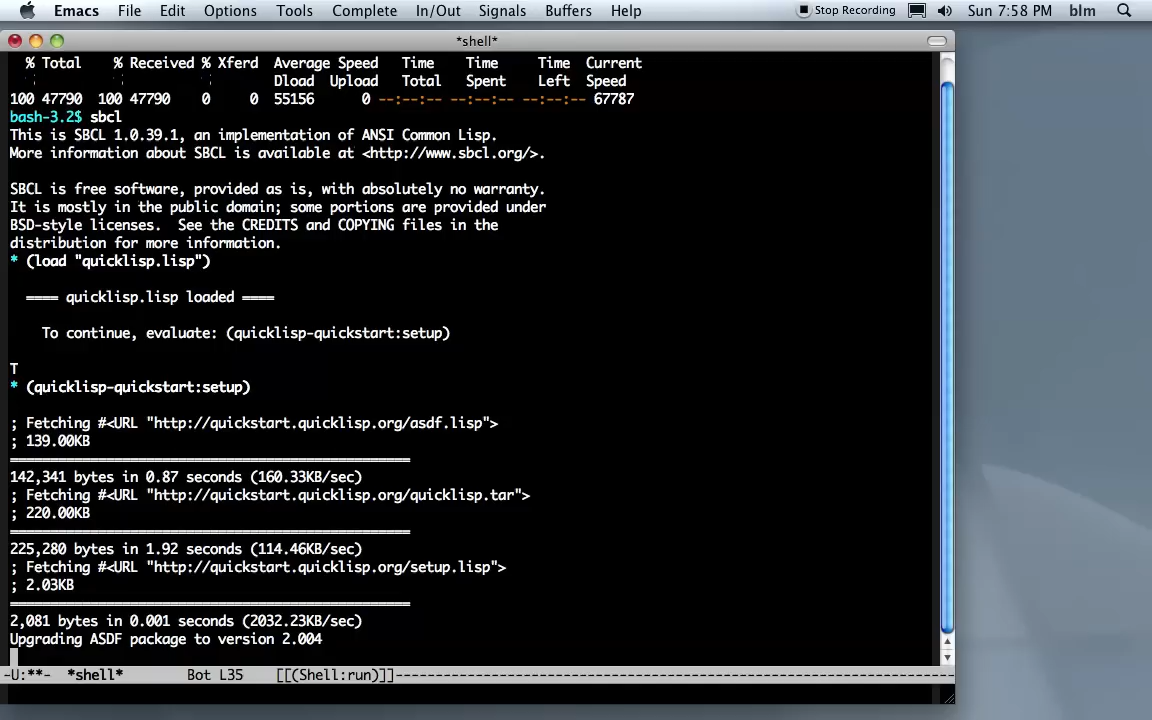 Emacs File Edit Options Tools Complete In/Out Signals Buffers Help Stop Recording Sun 7:58 PM blm
*shell*
% Total % Received % Xferd Average Speed Time Time Time Current
Dload Upload Total Spent Left Speed
100 47790 100 47790 0 0 55156 0 --:--:-- --:--:-- --:--:-- 67787
bash-3.2$ sbcl
This is SBCL 1.0.39.1, an implementation of ANSI Common Lisp.
More information about SBCL is available at <http://www.sbcl.org/>.
SBCL is free software, provided as is, with absolutely no warranty.
It is mostly in the public domain; some portions are provided under
BSD-style licenses. See the CREDITS and COPYING files in the
distribution for more information.
* (load "quicklisp.lisp")
==== quicklisp.lisp loaded ====
To continue, evaluate: (quicklisp-quickstart:setup)
T
* (quicklisp-quickstart:setup)
; Fetching #<URL "http://quickstart.quicklisp.org/asdf.lisp">
; 139.00KB
==================================================
142,341 bytes in 0.87 seconds (160.33KB/sec)
; Fetching #<URL "http://quickstart.quicklisp.org/quicklisp.tar">
; 220.00KB
==================================================
225,280 bytes in 1.92 seconds (114.46KB/sec)
; Fetching #<URL "http://quickstart.quicklisp.org/setup.lisp">
; 2.03KB
==================================================
2,081 bytes in 0.001 seconds (2032.23KB/sec)
Upgrading ASDF package to version 2.004
-U:**- *shell* Bot L35 [[(Shell:run)]]----------------------------------------------------------------------